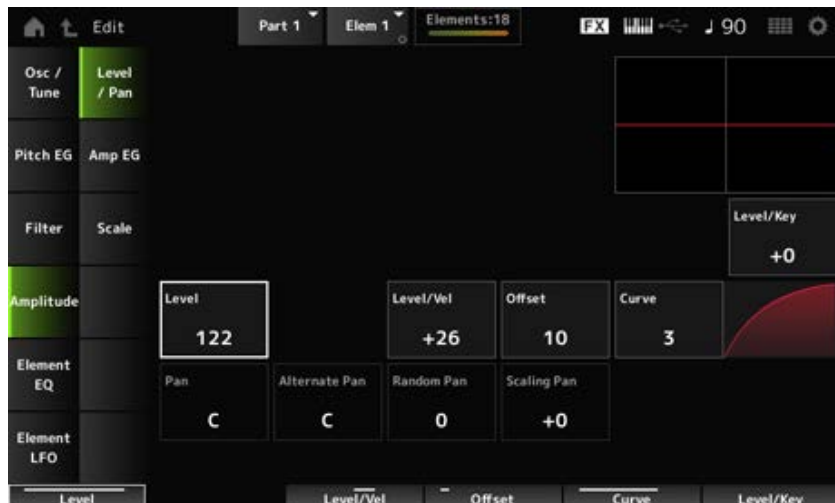 Edit
Part 1
Elem 1
Elements:18
FX
♩ 90
Osc /
Tune
Level
/ Pan
Pitch EG
Amp EG
Filter
Scale
Amplitude
Element
EQ
Element
LFO
Level/Key
+0
Level
122
Level/Vel
+26
Offset
10
Curve
3
Pan
C
Alternate Pan
C
Random Pan
0
Scaling Pan
+0
Level
Level/Vel
Offset
Curve
Level/Key